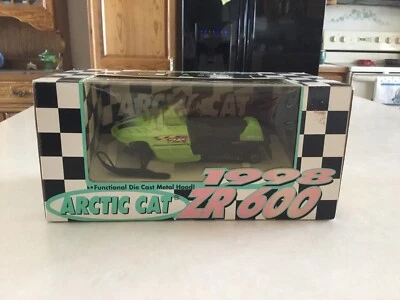 ARCTIC CAT
•Functional Die Cast Metal Hood!
1998
ARCTIC CAT
ZR 600